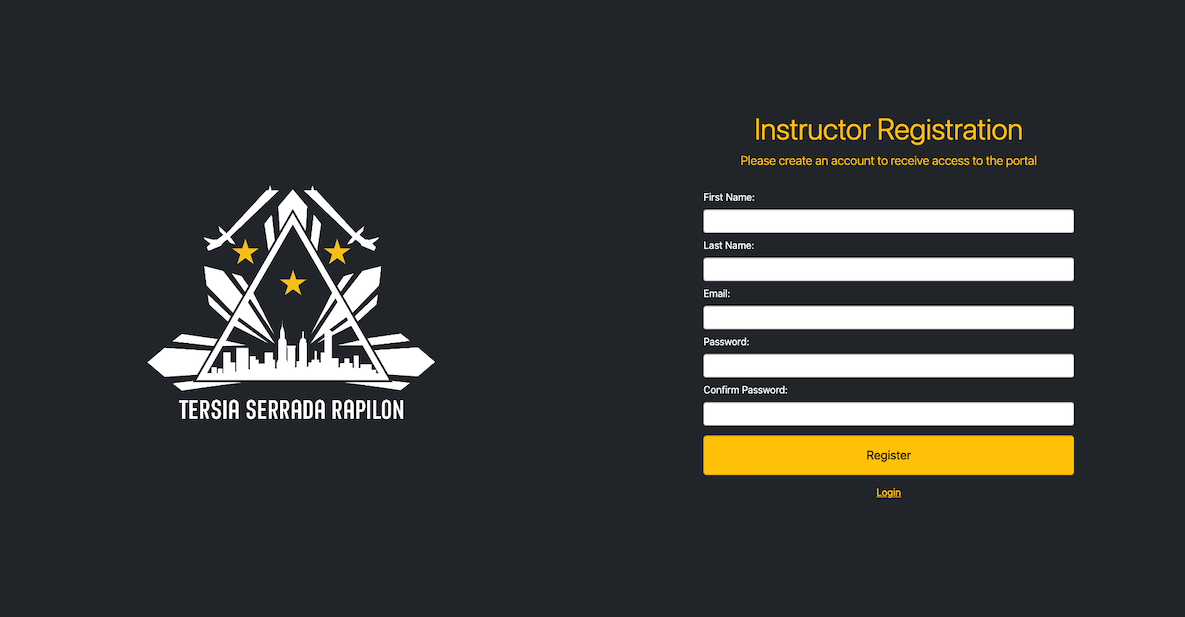 Instructor Registration
Please create an account to receive access to the portal
First Name:
Last Name:
Email:
Password:
Confirm Password:
Register
Login
TERSIA SERRADA RAPILON